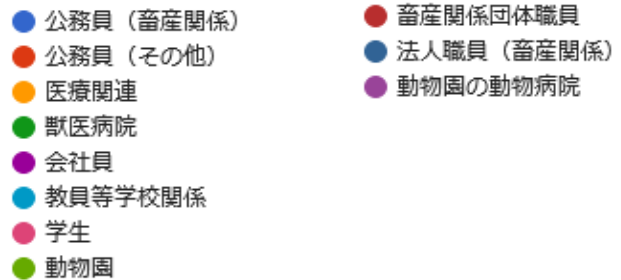 公務員（畜産関係）
公務員（その他）
医療関連
獣医病院
会社員
教員等学校関係
学生
動物園
畜産関係団体職員
法人職員（畜産関係）
動物園の動物病院